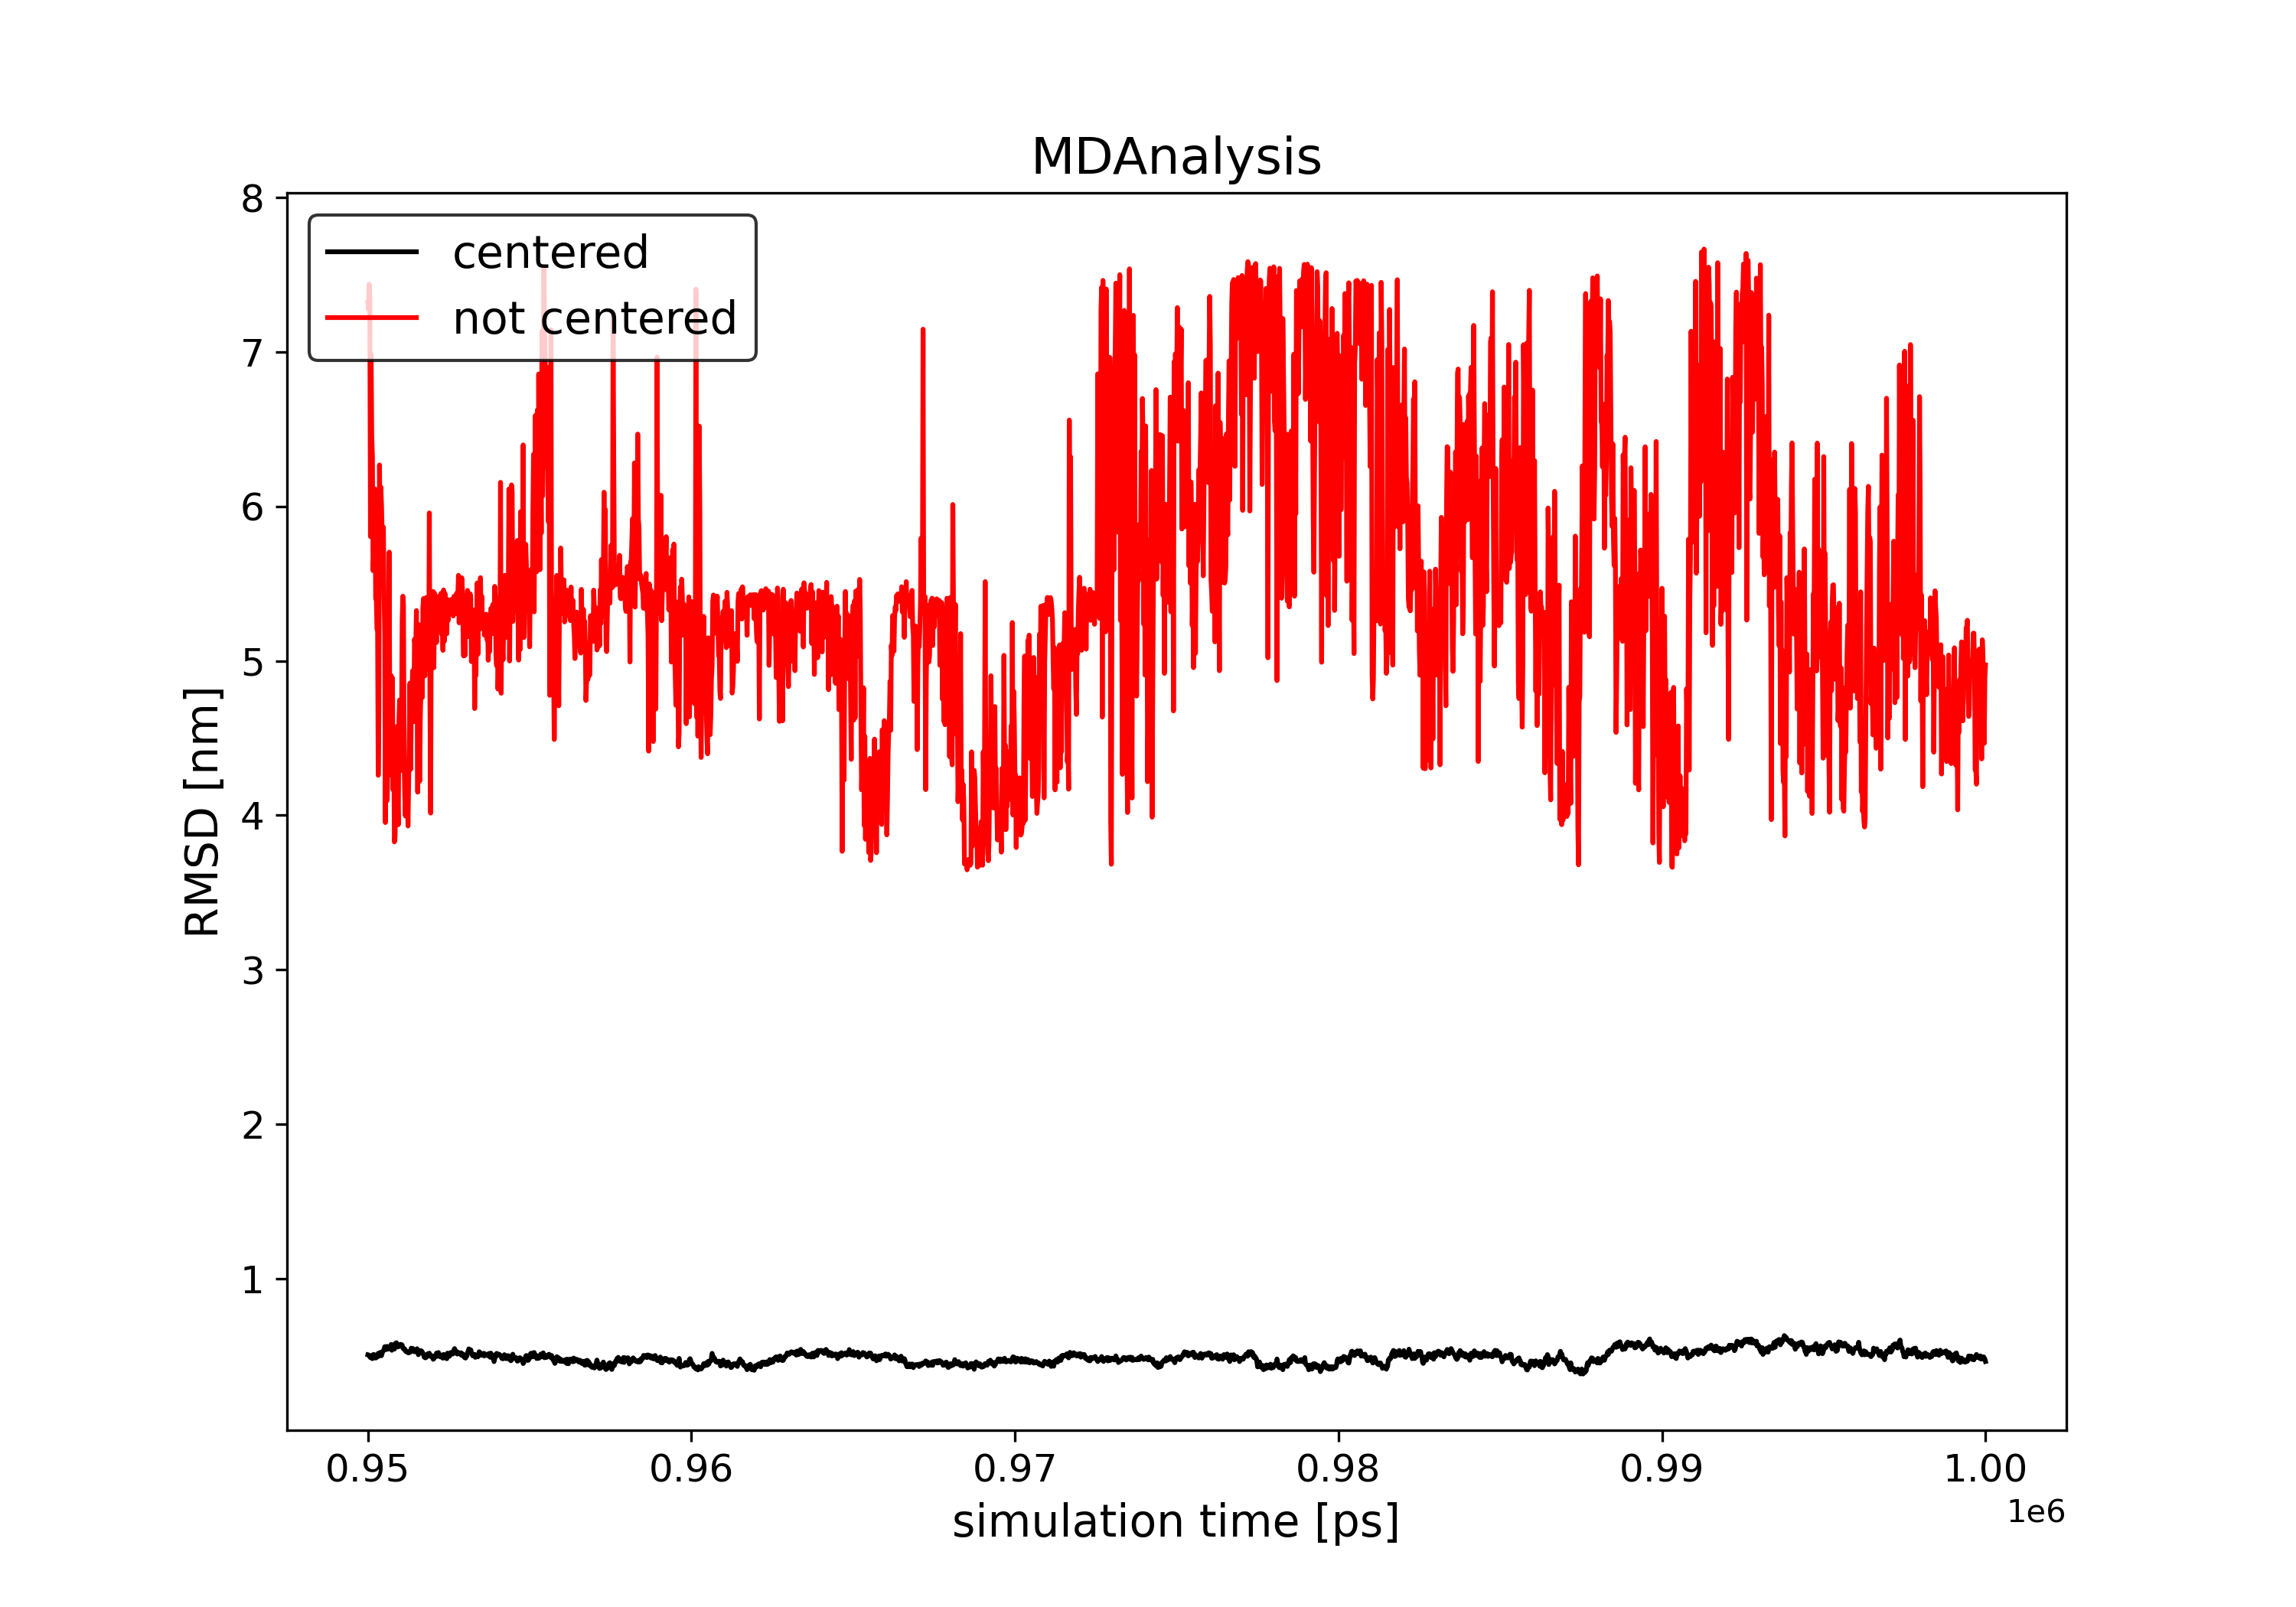 MDAnalysis
centered
not centered
8
7
6
5
4
3
2
1
RMSD [nm]
0.95 0.96 0.97 0.98 0.99 1.00
1e6
simulation time [ps]